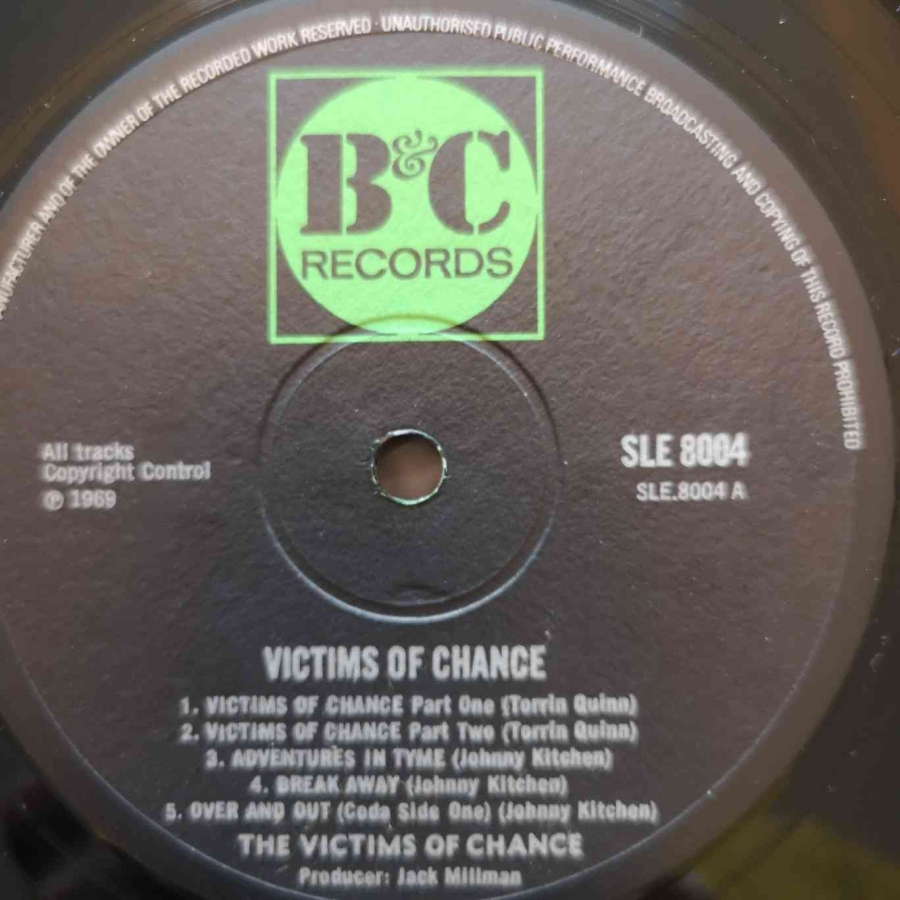 ANUFACTURER AND OF THE OWNER OF THE RECORDED WORK RESERVED · UNAUTHORISED PUBLIC PERFORMANCE BROADCASTING AND COPYING OF THIS RECORD PROHIBITED
B&C
RECORDS
All tracks
Copyright Control
℗ 1969
SLE 8004
SLE.8004 A
VICTIMS OF CHANCE
1. VICTIMS OF CHANCE Part One (Torrin Quinn)
2. VICTIMS OF CHANCE Part Two (Torrin Quinn)
3. ADVENTURES IN TYME (Johnny Kitchen)
4. BREAK AWAY (Johnny Kitchen)
5. OVER AND OUT (Coda Side One) (Johnny Kitchen)
THE VICTIMS OF CHANCE
Producer: Jack Millman